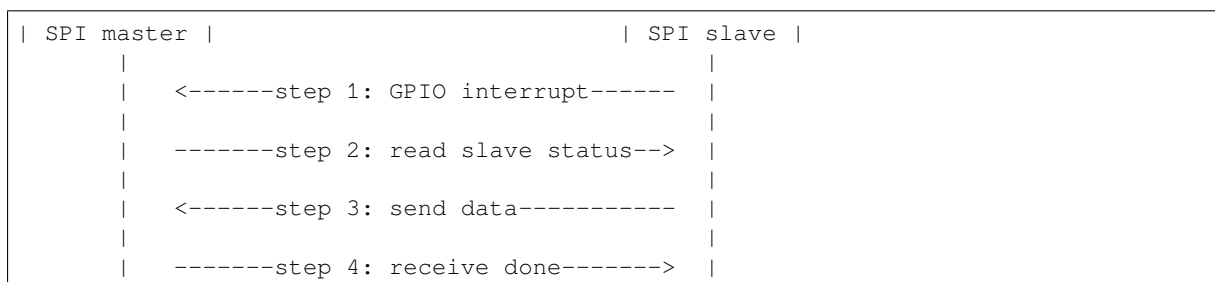 | SPI master |                                 | SPI slave |
       |                                               |
       |   <------step 1: GPIO interrupt------  |
       |                                               |
       |   -------step 2: read slave status-->  |
       |                                               |
       |   <------step 3: send data-----------  |
       |                                               |
       |   -------step 4: receive done------->  |